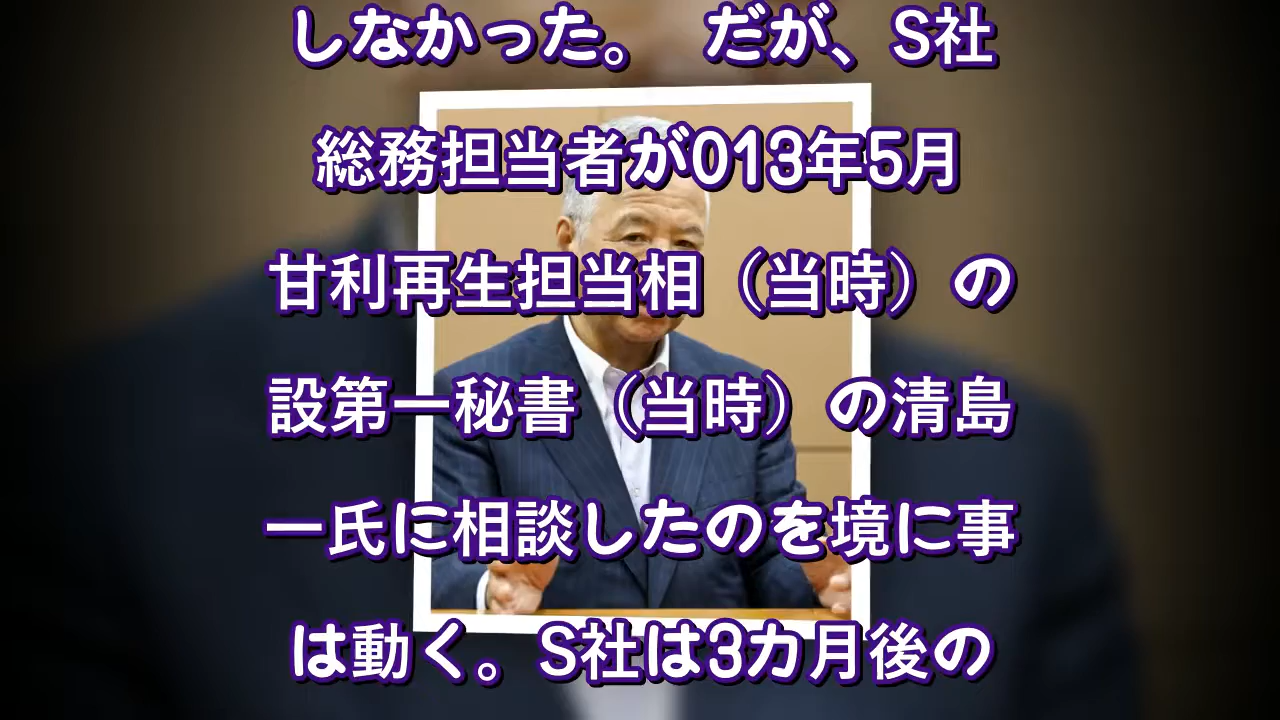 しなかった。 だが、S社
総務担当者が013年5月
甘利再生担当相（当時）の
設第一秘書（当時）の清島
一氏に相談したのを境に事
は動く。S社は3カ月後の